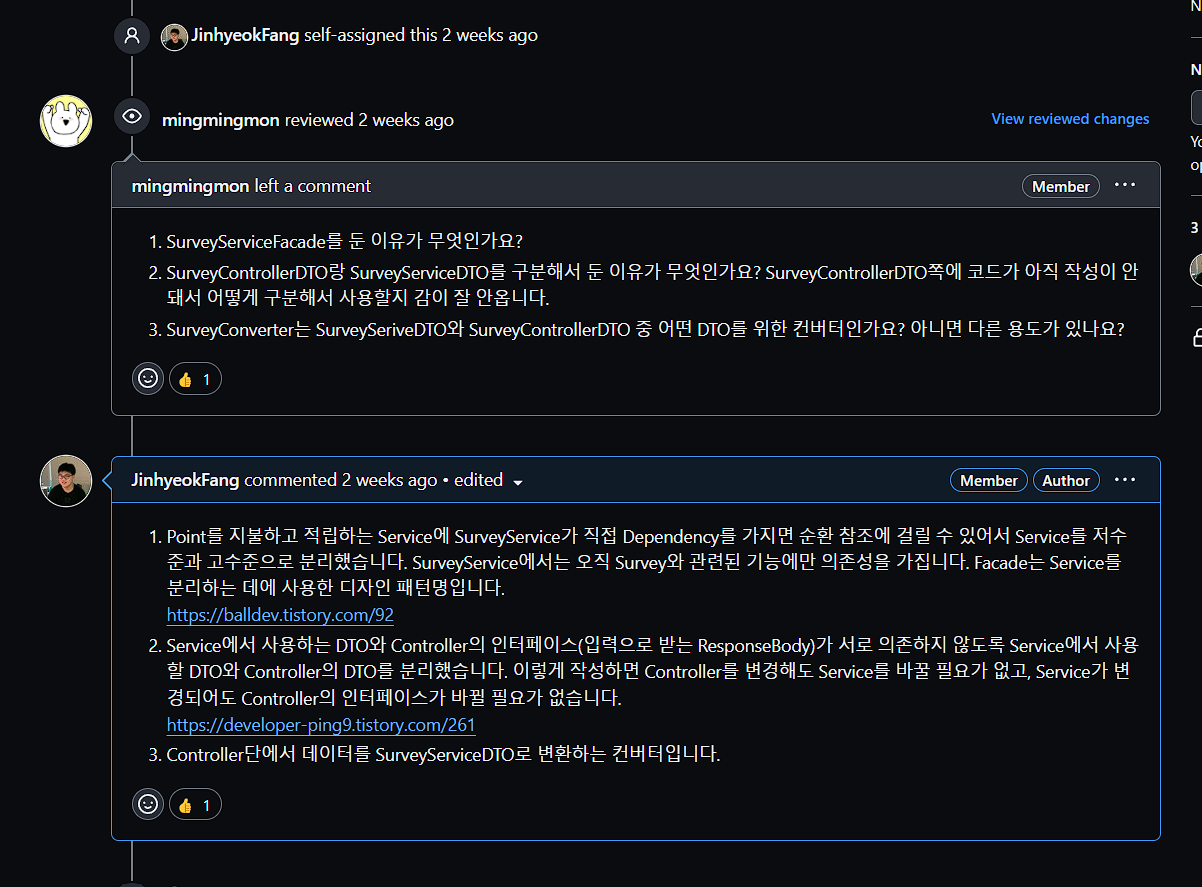 N
JinhyeokFang self-assigned this 2 weeks ago
N
mingmingmon reviewed 2 weeks ago
View reviewed changes
Yo
op
mingmingmon left a comment
Member
3
1. SurveyServiceFacade를 둔 이유가 무엇인가요?
2. SurveyControllerDTO랑 SurveyServiceDTO를 구분해서 둔 이유가 무엇인가요? SurveyControllerDTO쪽에 코드가 아직 작성이 안
돼서 어떻게 구분해서 사용할지 감이 잘 안옵니다.
3. SurveyConverter는 SurveySeriveDTO와 SurveyControllerDTO 중 어떤 DTO를 위한 컨버터인가요? 아니면 다른 용도가 있나요?
👍 1
JinhyeokFang commented 2 weeks ago • edited
Member
Author
1. Point를 지불하고 적립하는 Service에 SurveyService가 직접 Dependency를 가지면 순환 참조에 걸릴 수 있어서 Service를 저수
준과 고수준으로 분리했습니다. SurveyService에서는 오직 Survey와 관련된 기능에만 의존성을 가집니다. Facade는 Service를
분리하는 데에 사용한 디자인 패턴명입니다.
https://balldev.tistory.com/92
2. Service에서 사용하는 DTO와 Controller의 인터페이스(입력으로 받는 ResponseBody)가 서로 의존하지 않도록 Service에서 사용
할 DTO와 Controller의 DTO를 분리했습니다. 이렇게 작성하면 Controller를 변경해도 Service를 바꿀 필요가 없고, Service가 변
경되어도 Controller의 인터페이스가 바뀔 필요가 없습니다.
https://developer-ping9.tistory.com/261
3. Controller단에서 데이터를 SurveyServiceDTO로 변환하는 컨버터입니다.
👍 1